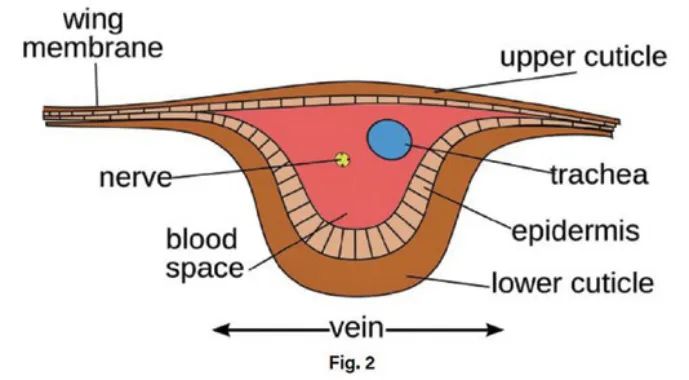 wing
membrane
upper cuticle
nerve
trachea
blood
space
epidermis
lower cuticle
vein
Fig. 2